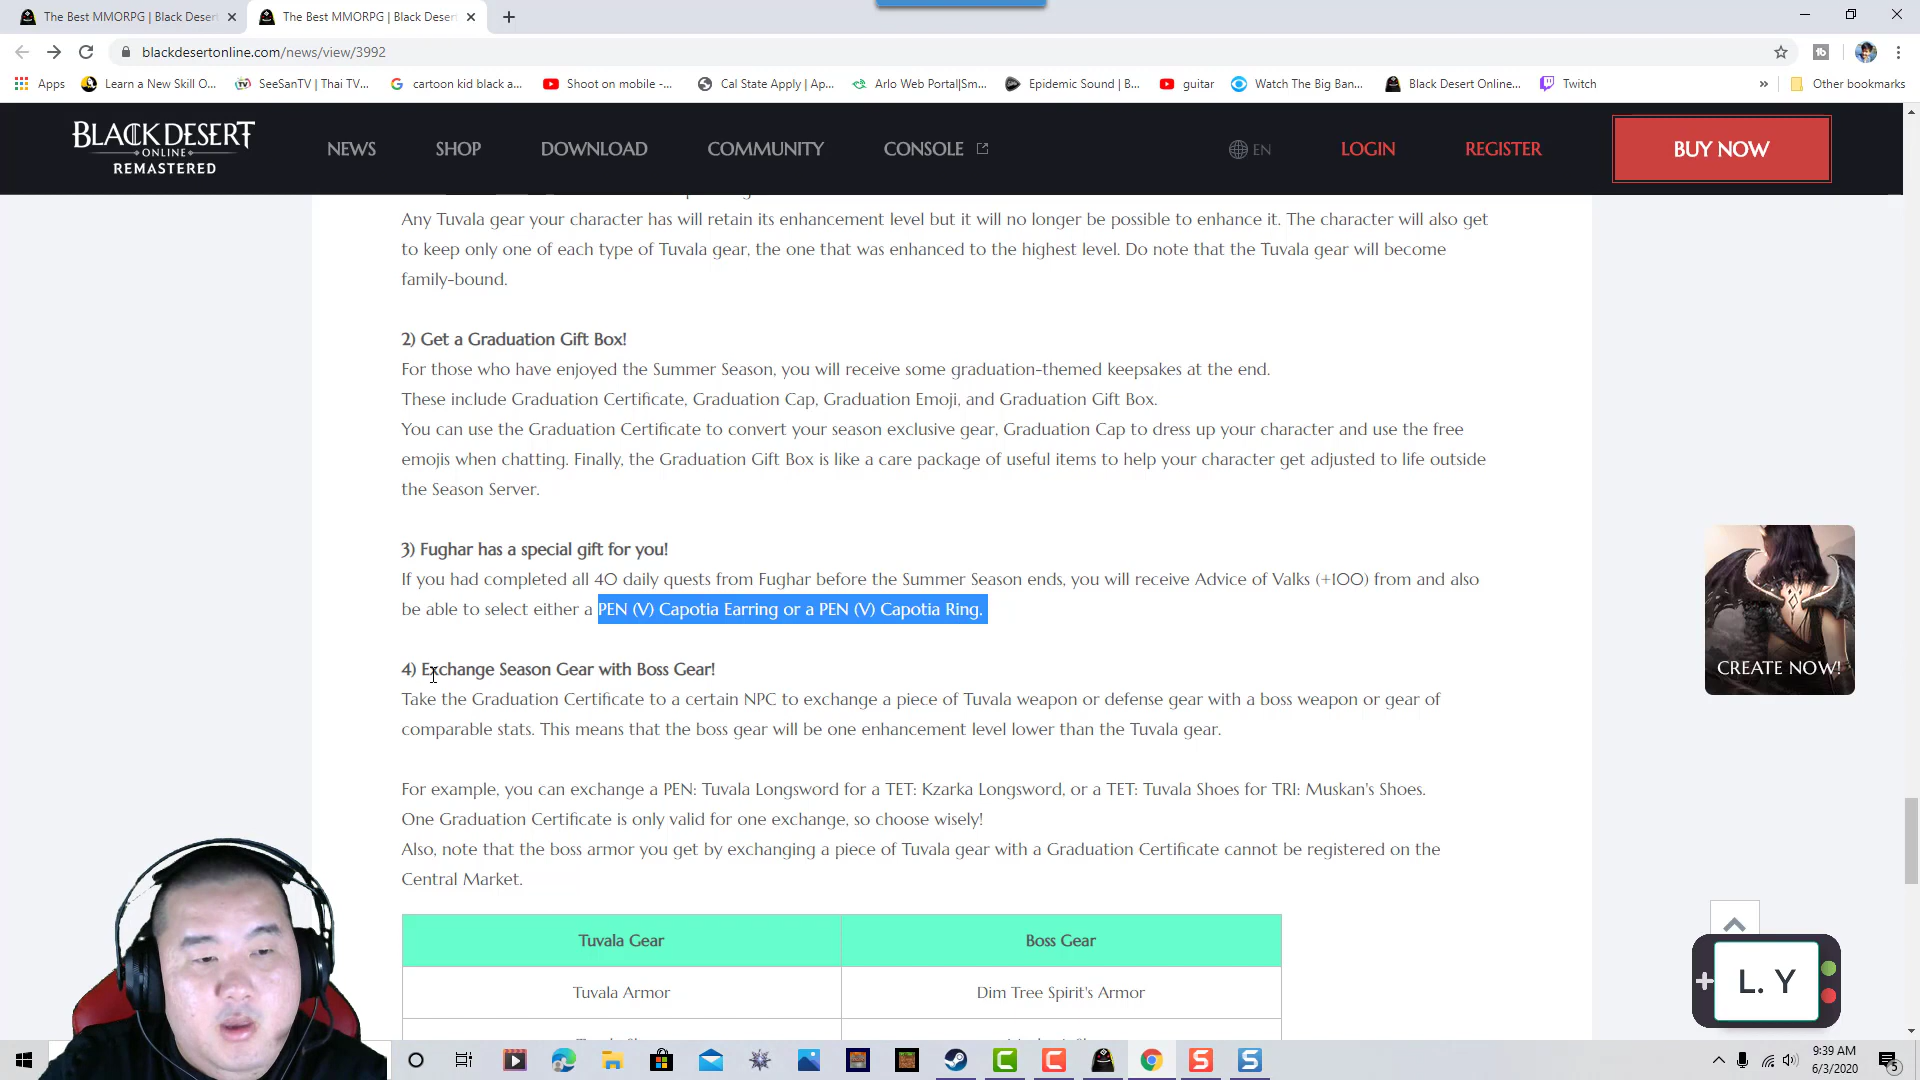 The Best MMORPG | Black Deser
The Best MMORPG | Black Desert
blackdesertonline.com/news/view/3992
Apps
Learn a New Skill O...
SeeSanTV | Thai TV...
cartoon kid black a...
Shoot on mobile -...
Cal State Apply | Ap...
Arlo Web Portal|Sm...
Epidemic Sound | B...
guitar
Watch The Big Ban...
Black Desert Online...
Twitch
»
Other bookmarks
BLACK DESERT
ONLINE
REMASTERED
NEWS
SHOP
DOWNLOAD
COMMUNITY
CONSOLE
EN
LOGIN
REGISTER
BUY NOW
Any Tuvala gear your character has will retain its enhancement level but it will no longer be possible to enhance it. The character will also get
to keep only one of each type of Tuvala gear, the one that was enhanced to the highest level. Do note that the Tuvala gear will become
family-bound.
2) Get a Graduation Gift Box!
For those who have enjoyed the Summer Season, you will receive some graduation-themed keepsakes at the end.
These include Graduation Certificate, Graduation Cap, Graduation Emoji, and Graduation Gift Box.
You can use the Graduation Certificate to convert your season exclusive gear, Graduation Cap to dress up your character and use the free
emojis when chatting. Finally, the Graduation Gift Box is like a care package of useful items to help your character get adjusted to life outside
the Season Server.
3) Fughar has a special gift for you!
If you had completed all 40 daily quests from Fughar before the Summer Season ends, you will receive Advice of Valks (+100) from and also
be able to select either a PEN (V) Capotia Earring or a PEN (V) Capotia Ring.
4) Exchange Season Gear with Boss Gear!
Take the Graduation Certificate to a certain NPC to exchange a piece of Tuvala weapon or defense gear with a boss weapon or gear of
comparable stats. This means that the boss gear will be one enhancement level lower than the Tuvala gear.
For example, you can exchange a PEN: Tuvala Longsword for a TET: Kzarka Longsword, or a TET: Tuvala Shoes for TRI: Muskan's Shoes.
One Graduation Certificate is only valid for one exchange, so choose wisely!
Also, note that the boss armor you get by exchanging a piece of Tuvala gear with a Graduation Certificate cannot be registered on the
Central Market.
Tuvala Gear
Boss Gear
Tuvala Armor
Dim Tree Spirit's Armor
CREATE NOW!
L. Y
9:39 AM
6/3/2020
5